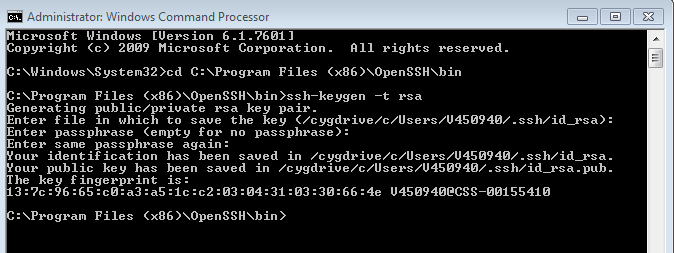 Administrator: Windows Command Processor
Microsoft Windows [Version 6.1.7601]
Copyright (c) 2009 Microsoft Corporation.  All rights reserved.
C:\Windows\System32>cd C:\Program Files (x86)\OpenSSH\bin
C:\Program Files (x86)\OpenSSH\bin>ssh-keygen -t rsa
Generating public/private rsa key pair.
Enter file in which to save the key (/cygdrive/c/Users/V450940/.ssh/id_rsa):
Enter passphrase (empty for no passphrase):
Enter same passphrase again:
Your identification has been saved in /cygdrive/c/Users/V450940/.ssh/id_rsa.
Your public key has been saved in /cygdrive/c/Users/V450940/.ssh/id_rsa.pub.
The key fingerprint is:
13:7c:96:65:c0:a3:a5:1c:c2:03:04:31:03:30:66:4e V450940@CSS-00155410
C:\Program Files (x86)\OpenSSH\bin>